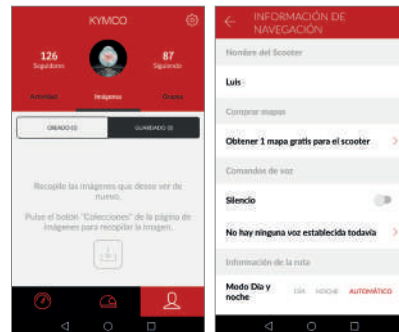 KYMCO
126
Seguidores
87
Siguiendo
Actividad Imágenes Grupos
CREADO (0) GUARDADO (0)
Recopile las imágenes que desee ver de
nuevo.
Pulse el botón "Colecciones" de la página de
imágenes para recopilar la imagen.
INFORMACIÓN DE
NAVEGACIÓN
Nombre del Scooter
Luis
Comprar mapas
Obtener 1 mapa gratis para el scooter
Comandos de voz
Silencio
No hay ninguna voz establecida todavía
Información de la ruta
Modo Día y
noche
DÍA NOCHE AUTOMÁTICO